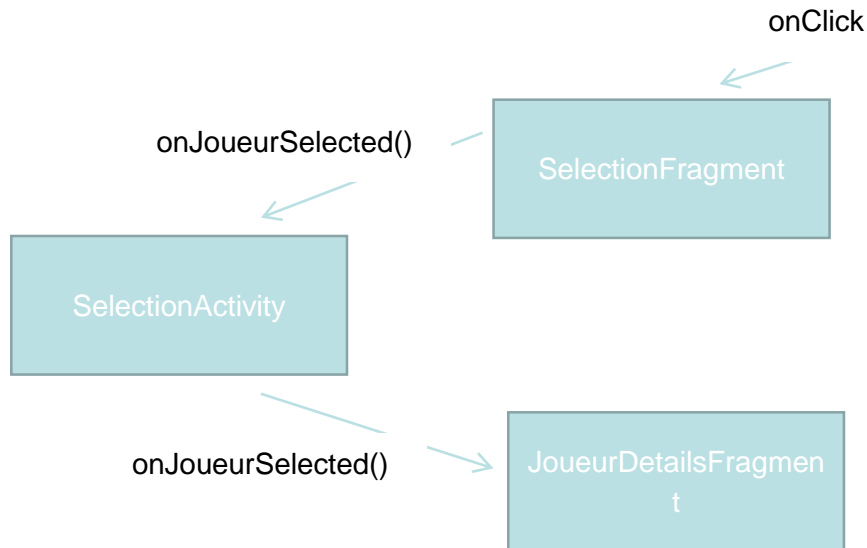 onClick
onJoueurSelected()
SelectionFragment
SelectionActivity
onJoueurSelected()
JoueurDetailsFragmen
t